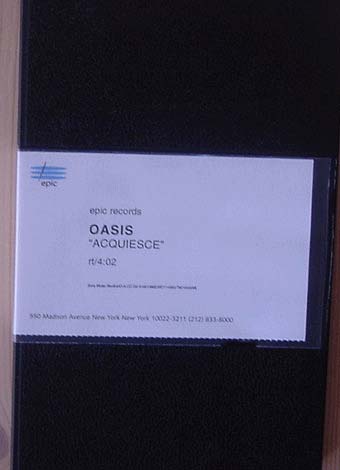 epic
epic records
OASIS
"ACQUIESCE"
rt/4:02
550 Madison Avenue New York New York 10022-3211 (212) 833-8000